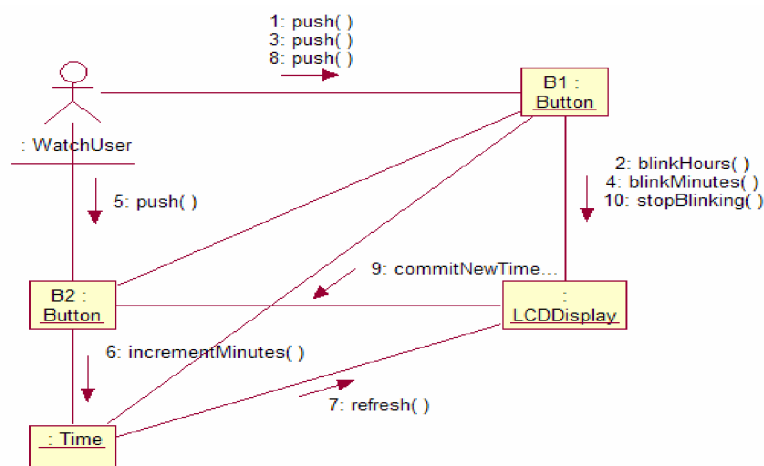 1: push( )
3: push( )
8: push( )
B1 :
Button
: WatchUser
2: blinkHours( )
4: blinkMinutes( )
10: stopBlinking( )
5: push( )
9: commitNewTime...
B2 :
Button
:
LCDDisplay
6: incrementMinutes( )
7: refresh( )
: Time